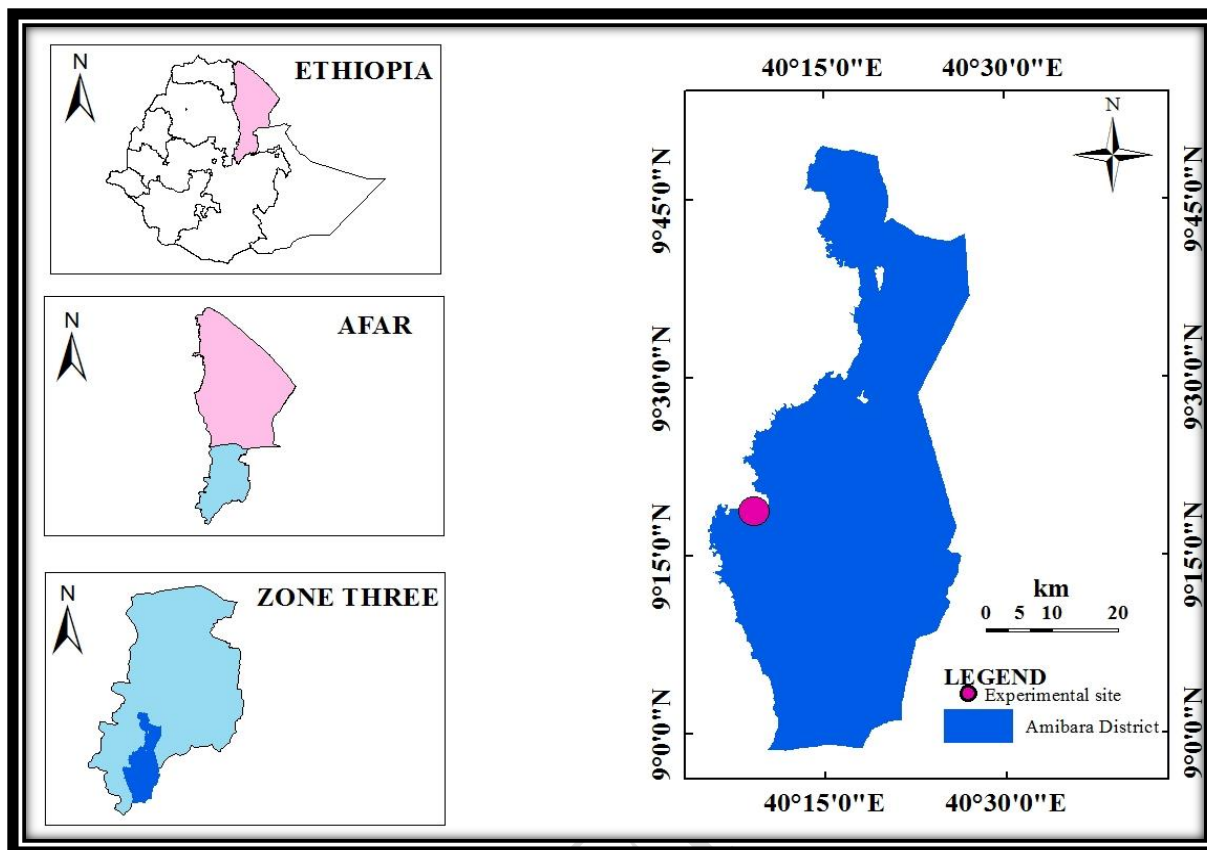 N
ETHIOPIA
N
AFAR
N
ZONE THREE
40°15'0"E 40°30'0"E
N
9°45'0"N 9°45'0"N
9°30'0"N 9°30'0"N
9°15'0"N 9°15'0"N
km
0 5 10 20
LEGEND
Experimental site
Amibara District
9°0'0"N 9°0'0"N
40°15'0"E 40°30'0"E